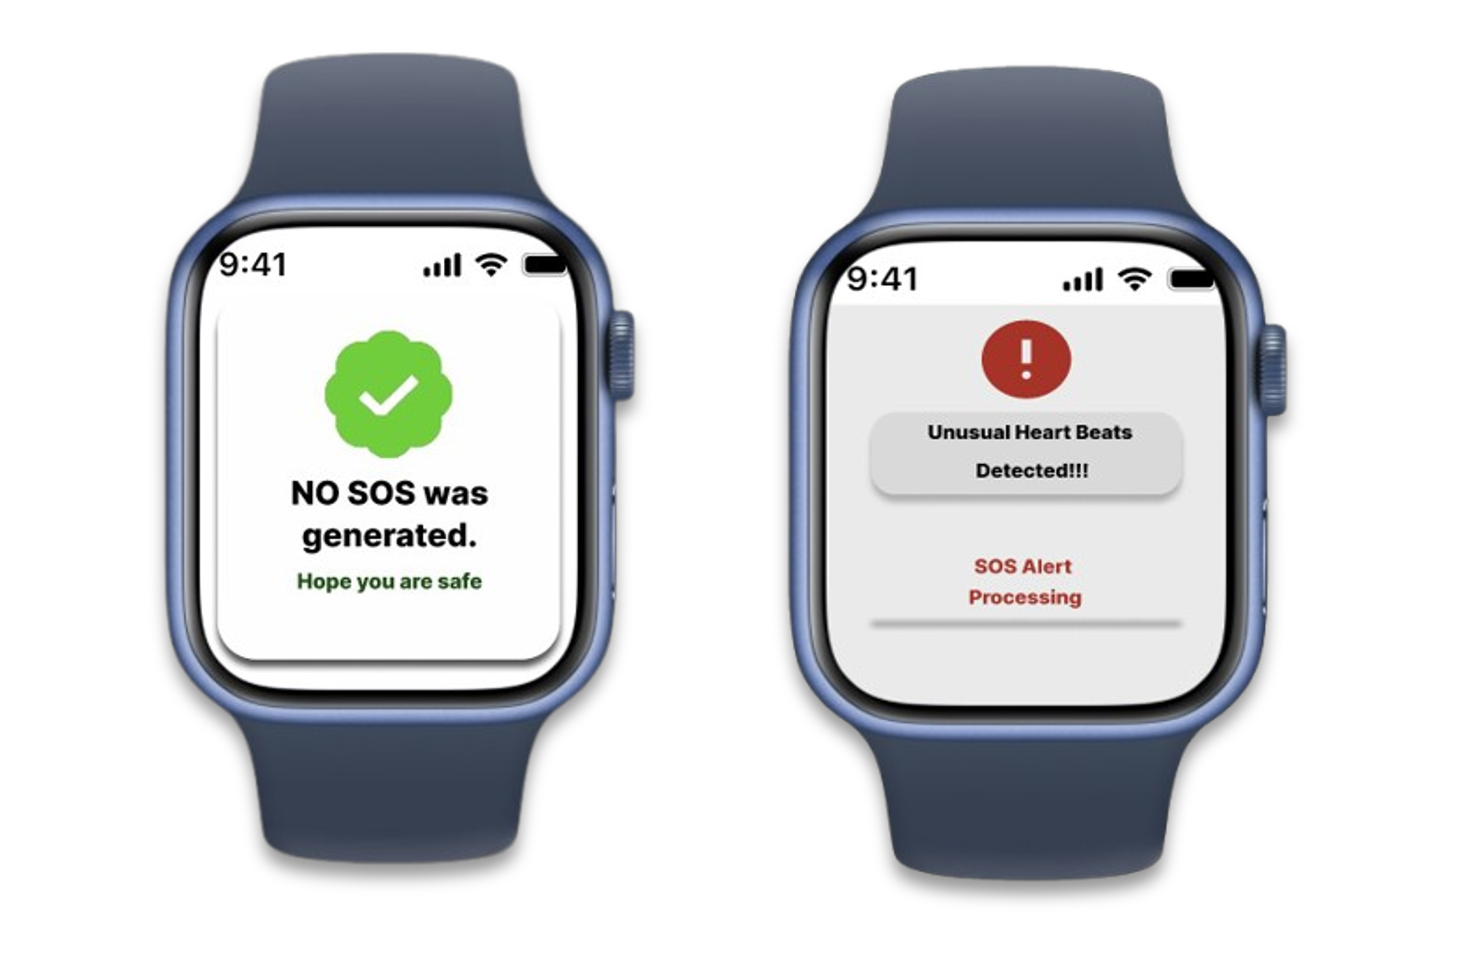 9:41
NO SOS was
generated.
Hope you are safe
9:41
Unusual Heart Beats
Detected!!!
SOS Alert
Processing